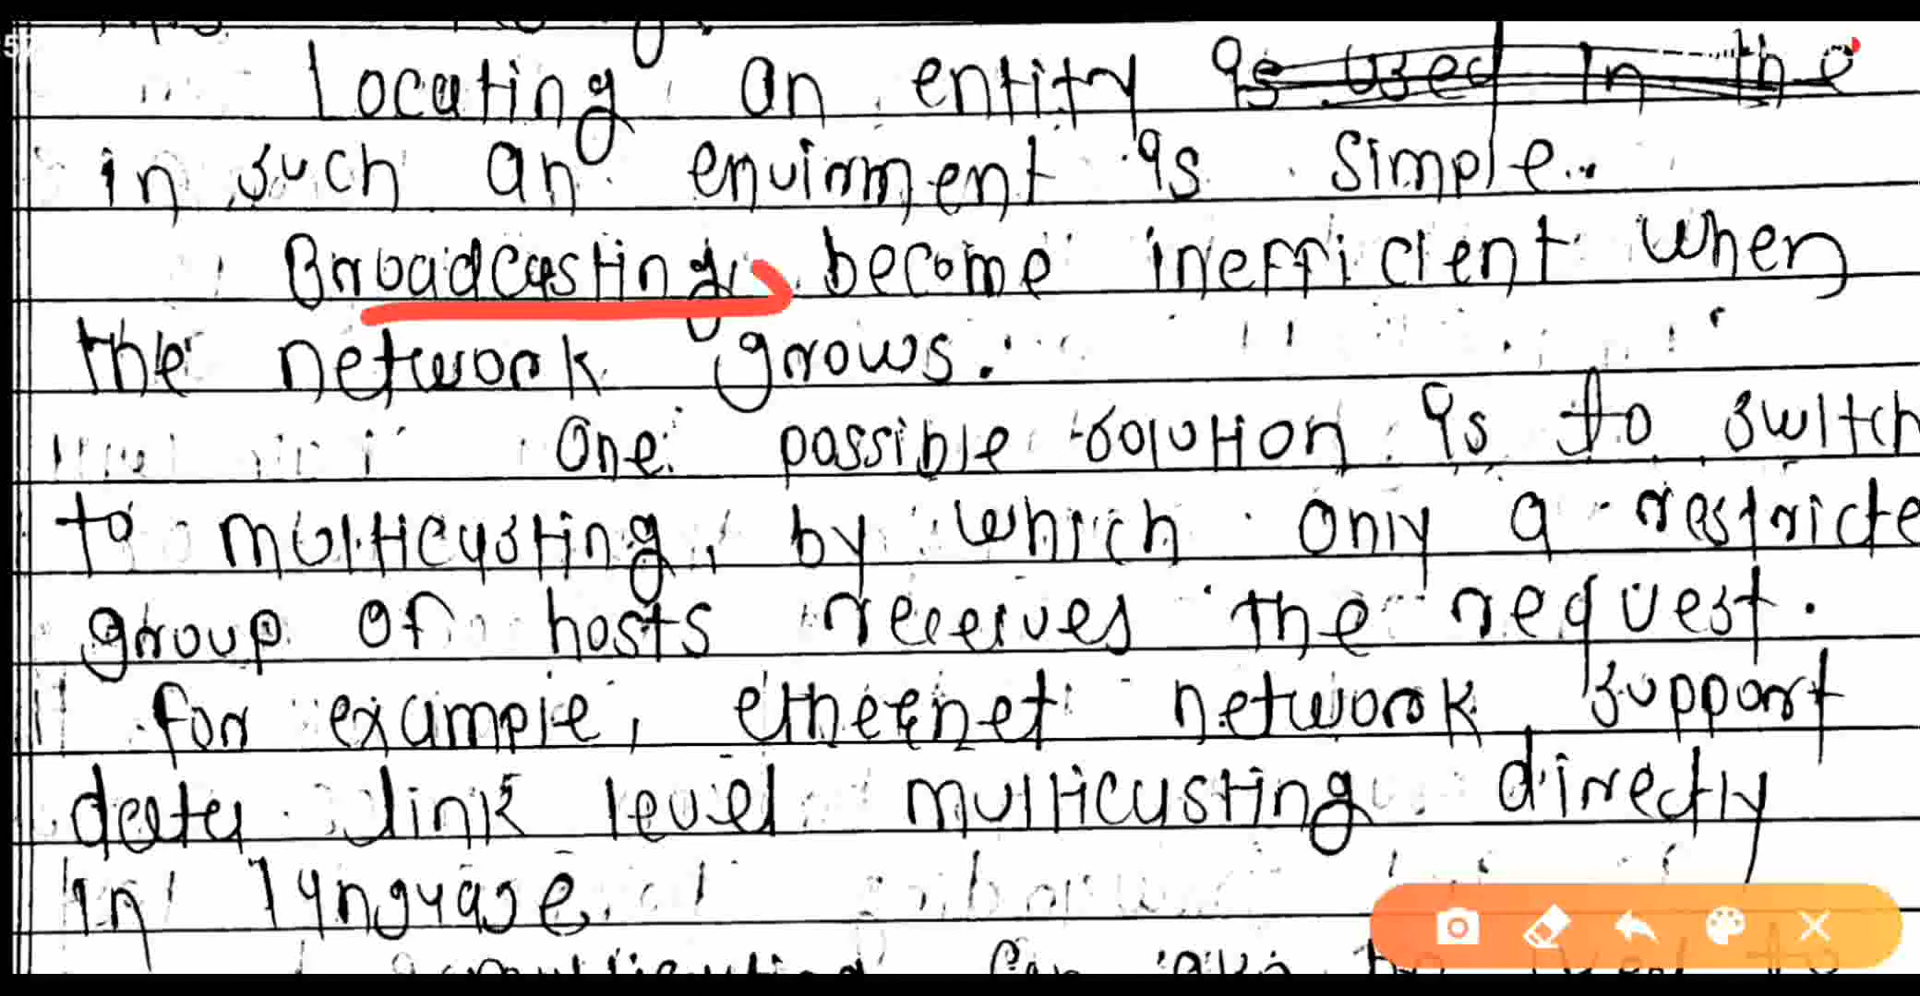 Locating an entity is used in the
in such an enviroment is simple.
Broadcasting become inefficient when
the network grows.
One possible solution is to switch
to multicasting, by which only a restricte
group of hosts receives the request.
for example, ethernet network support
data link level multicasting directly
in language